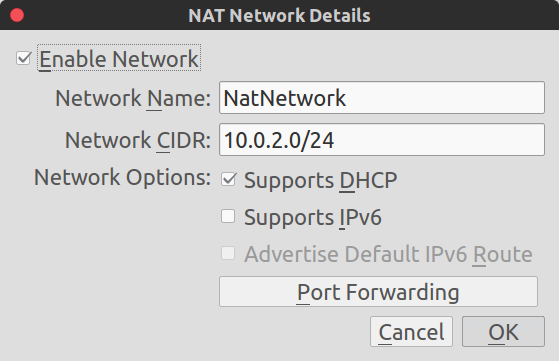 NAT Network Details
Enable Network
Network Name: NatNetwork
Network CIDR: 10.0.2.0/24
Network Options: Supports DHCP
Supports IPv6
Advertise Default IPv6 Route
Port Forwarding
Cancel OK